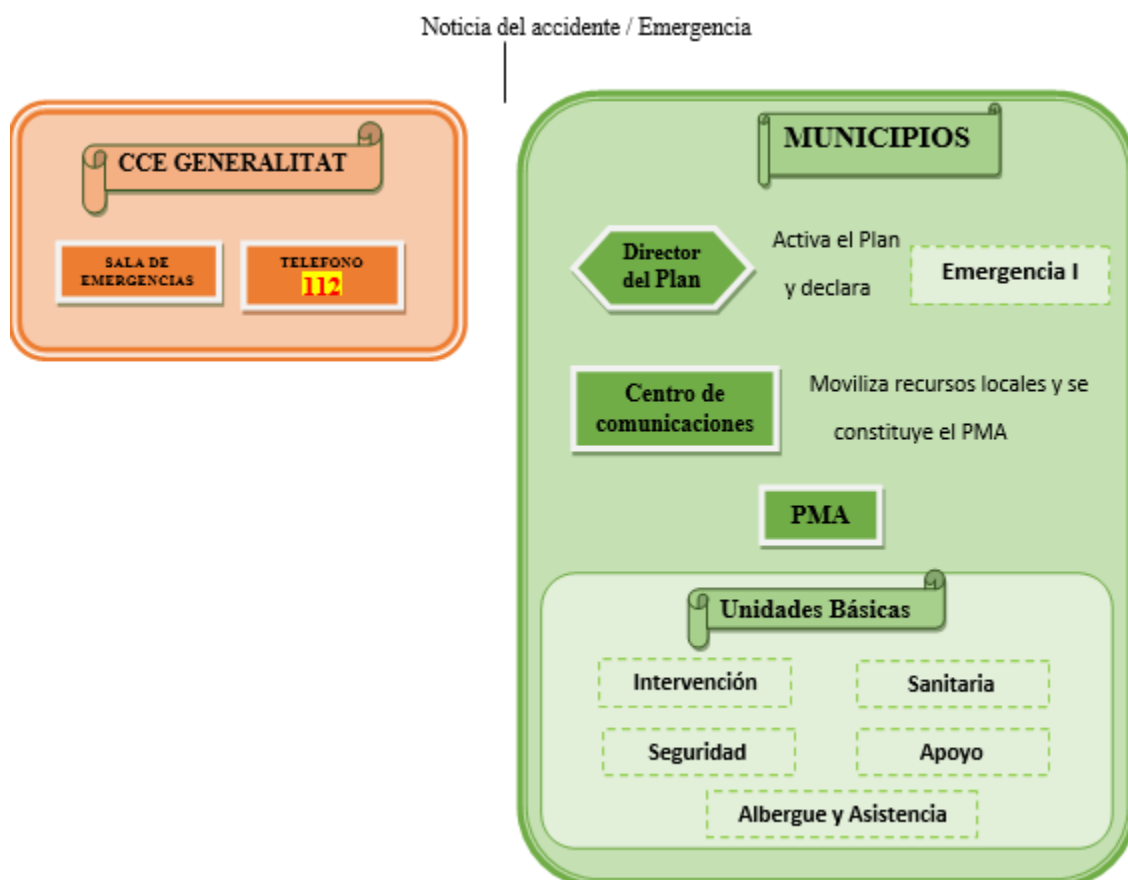 Noticia del accidente / Emergencia
CCE GENERALITAT
SALA DE
EMERGENCIAS
TELEFONO
112
MUNICIPIOS
Director
del Plan
Activa el Plan
y declara
Emergencia I
Centro de
comunicaciones
Moviliza recursos locales y se
constituye el PMA
PMA
Unidades Básicas
Intervención
Sanitaria
Seguridad
Apoyo
Albergue y Asistencia